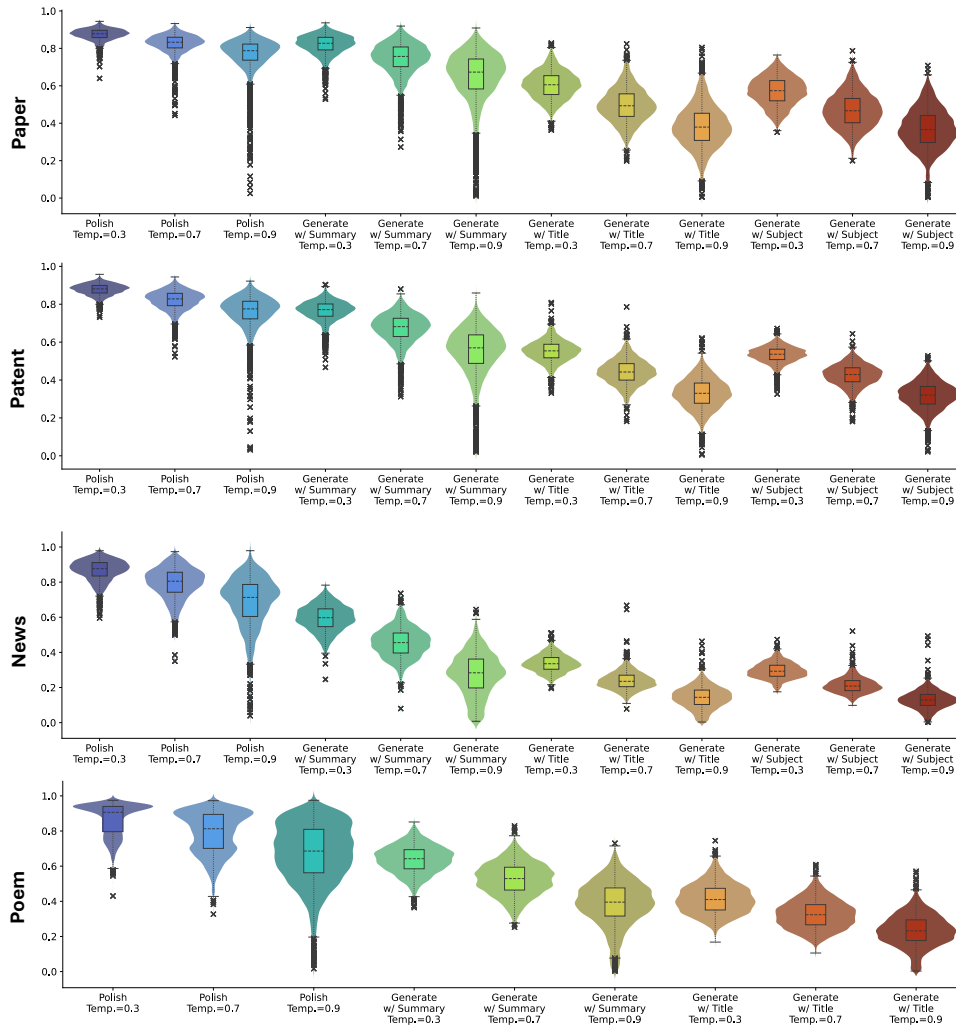 Paper
1.0
0.8
0.6
0.4
0.2
0.0
Polish Polish Polish Generate Generate Generate Generate Generate Generate Generate Generate Generate
Temp.=0.3 Temp.=0.7 Temp.=0.9 w/ Summary w/ Summary w/ Summary w/ Title w/ Title w/ Title w/ Subject w/ Subject w/ Subject
Temp.=0.3 Temp.=0.7 Temp.=0.9 Temp.=0.3 Temp.=0.7 Temp.=0.9 Temp.=0.3 Temp.=0.7 Temp.=0.9
Patent
1.0
0.8
0.6
0.4
0.2
0.0
Polish Polish Polish Generate Generate Generate Generate Generate Generate Generate Generate Generate
Temp.=0.3 Temp.=0.7 Temp.=0.9 w/ Summary w/ Summary w/ Summary w/ Title w/ Title w/ Title w/ Subject w/ Subject w/ Subject
Temp.=0.3 Temp.=0.7 Temp.=0.9 Temp.=0.3 Temp.=0.7 Temp.=0.9 Temp.=0.3 Temp.=0.7 Temp.=0.9
News
1.0
0.8
0.6
0.4
0.2
0.0
Polish Polish Polish Generate Generate Generate Generate Generate Generate Generate Generate Generate
Temp.=0.3 Temp.=0.7 Temp.=0.9 w/ Summary w/ Summary w/ Summary w/ Title w/ Title w/ Title w/ Subject w/ Subject w/ Subject
Temp.=0.3 Temp.=0.7 Temp.=0.9 Temp.=0.3 Temp.=0.7 Temp.=0.9 Temp.=0.3 Temp.=0.7 Temp.=0.9
Poem
1.0
0.8
0.6
0.4
0.2
0.0
Polish Polish Polish Generate Generate Generate Generate Generate Generate
Temp.=0.3 Temp.=0.7 Temp.=0.9 w/ Summary w/ Summary w/ Summary w/ Title w/ Title w/ Title
Temp.=0.3 Temp.=0.7 Temp.=0.9 Temp.=0.3 Temp.=0.7 Temp.=0.9